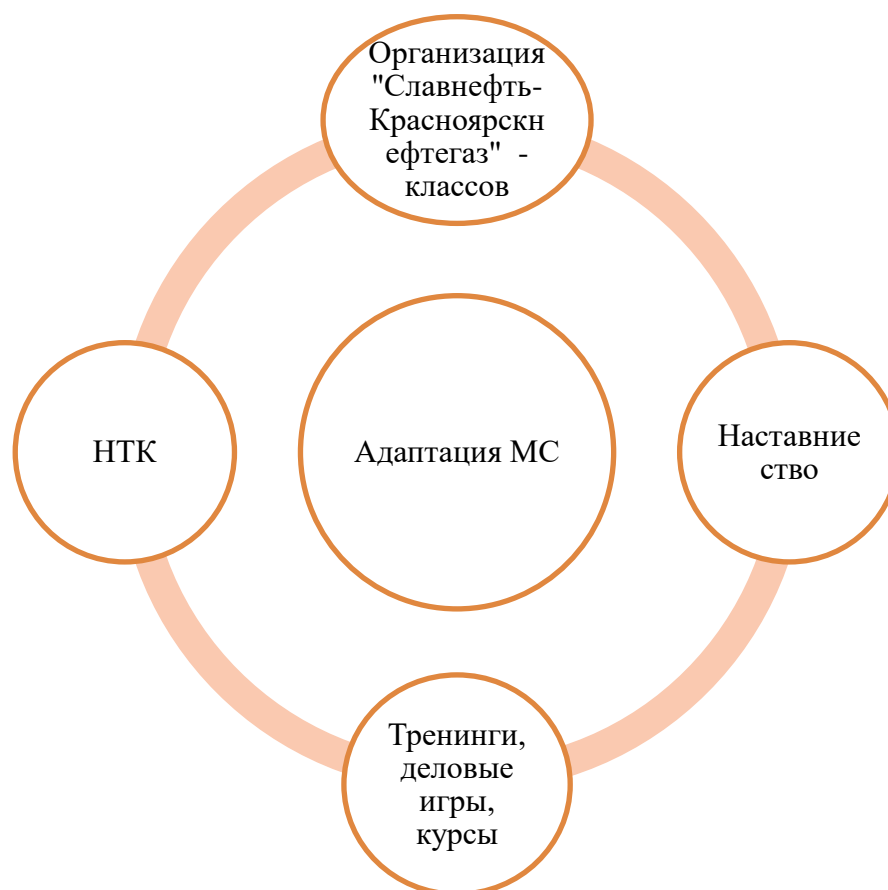 Организация
"Славнефть-
Красноярскн
ефтегаз"  -
классов
НТК
Адаптация МС
Наставние
ство
Тренинги,
деловые
игры,
курсы